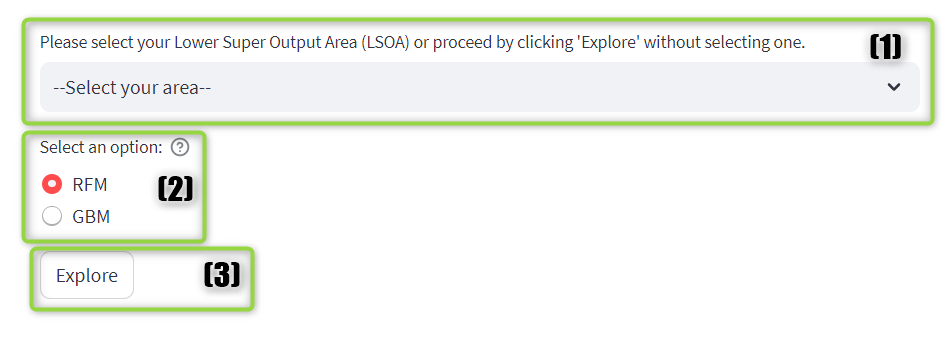 Please select your Lower Super Output Area (LSOA) or proceed by clicking 'Explore' without selecting one.
(1)
--Select your area--
Select an option: ?
RFM
(2)
GBM
Explore
(3)